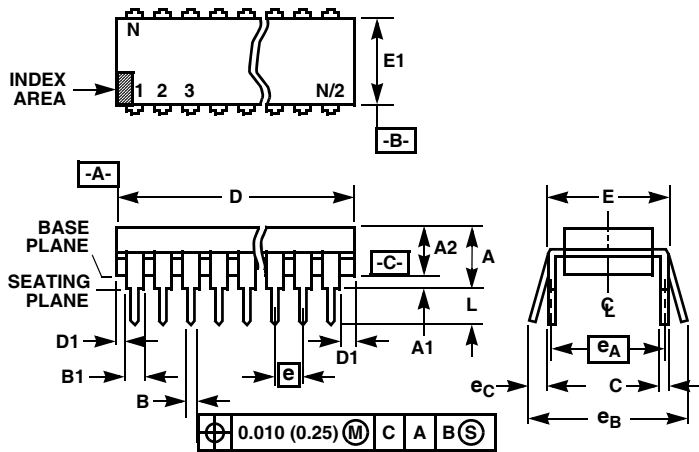 N
E1
INDEX
AREA
1 2 3 N/2
-B-
-A-
D
E
BASE
PLANE
A2
A
-C-
SEATING
PLANE
L
C
L
D1
A1
D1
e
eA
B1
eC
C
B
eB
0.010 (0.25) M C A B S